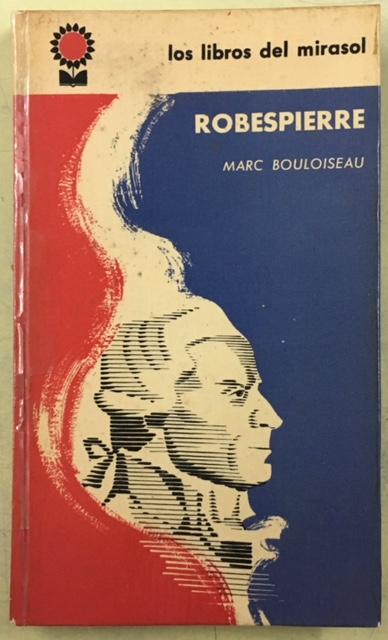 los libros del mirasol
ROBESPIERRE
MARC BOULOISEAU